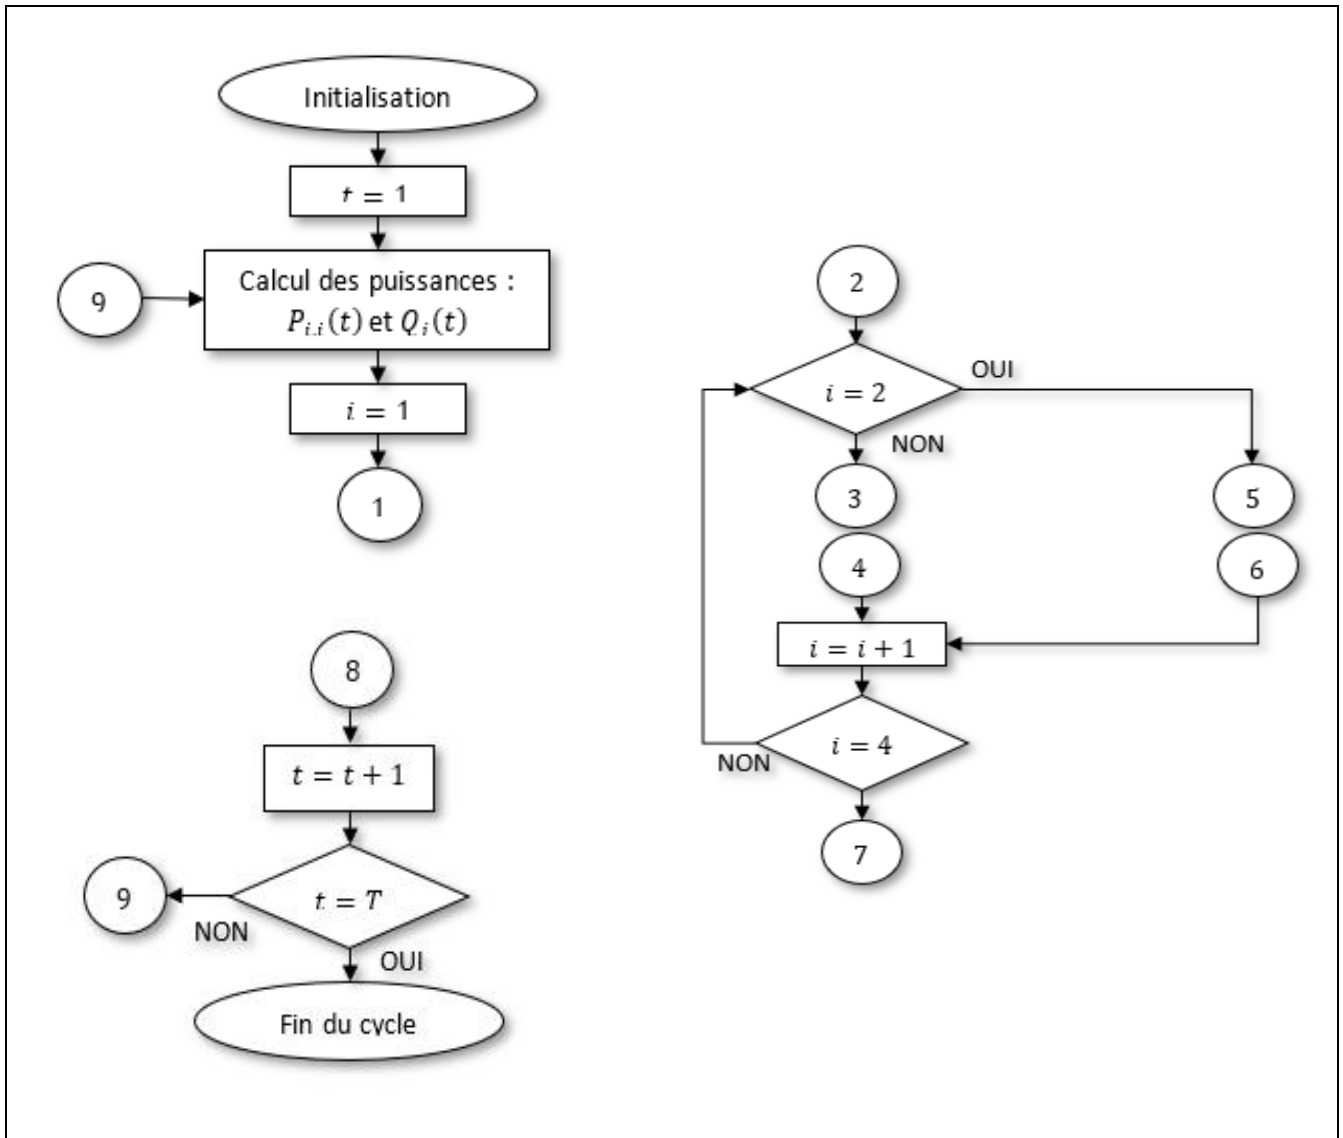 Initialisation
t = 1
9
Calcul des puissances :
P_{i,i}(t) et Q_i(t)
i = 1
1
8
t = t + 1
9
t = T
NON
OUI
Fin du cycle
2
i = 2
OUI
NON
3
5
4
6
i = i + 1
i = 4
NON
7